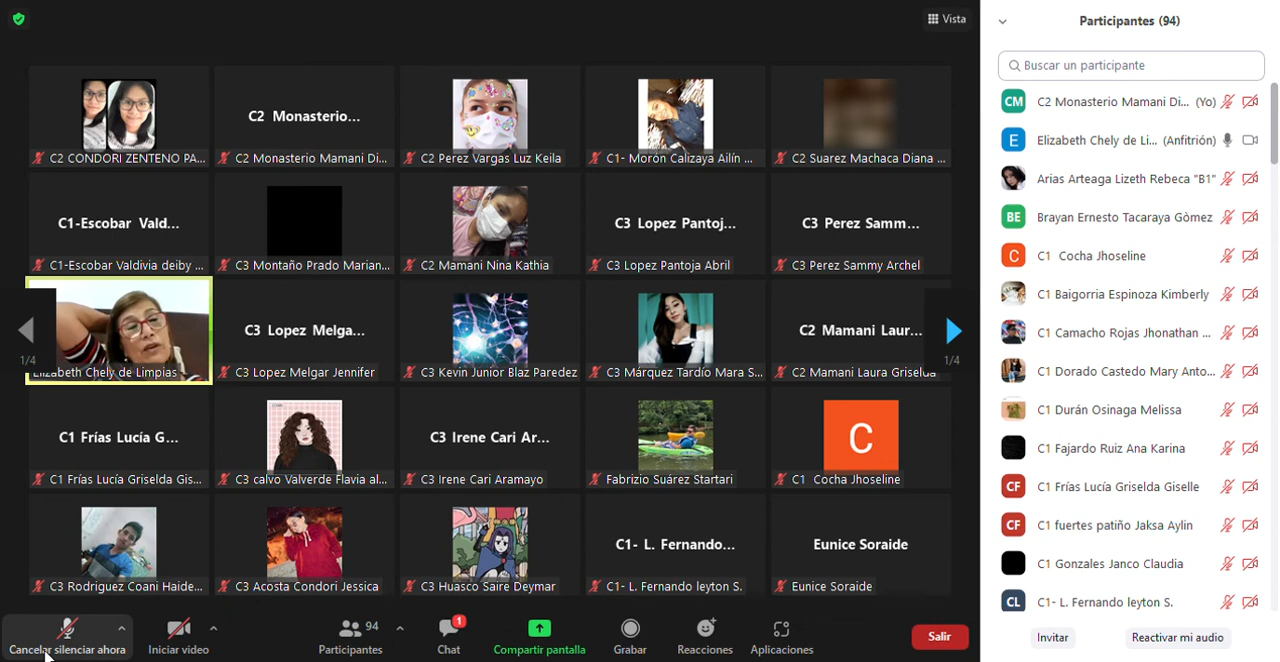 Vista
C2 CONDORI ZENTENO PA...
C2 Monasterio...
C2 Monasterio Mamani Di...
C2 Perez Vargas Luz Keila
C1- Morón Calizaya Ailín ...
C2 Suarez Machaca Diana ...
C1-Escobar Vald...
C1-Escobar Valdivia deiby ...
C3 Montaño Prado Marian...
C2 Mamani Nina Kathia
C3 Lopez Pantoj...
C3 Lopez Pantoja Abril
C3 Perez Samm...
C3 Perez Sammy Archel
1/4
Elizabeth Chely de Limpias
C3 Lopez Melga...
C3 Lopez Melgar Jennifer
C3 Kevin Junior Blaz Paredez
C3 Márquez Tardío Mara S...
C2 Mamani Laur...
C2 Mamani Laura Griselda
1/4
C1 Frías Lucía G...
C1 Frías Lucía Griselda Gis...
C3 calvo Valverde Flavia al...
C3 Irene Cari Ar...
C3 Irene Cari Aramayo
Fabrizio Suárez Startari
C
C1 Cocha Jhoseline
C3 Rodriguez Coani Haide...
C3 Acosta Condori Jessica
C3 Huasco Saire Deymar
C1- L. Fernando...
C1- L. Fernando leyton S.
Eunice Soraide
Eunice Soraide
Cancelar silenciar ahora
Iniciar video
94
Participantes
1
Chat
Compartir pantalla
Grabar
Reacciones
Aplicaciones
Salir
Participantes (94)
Buscar un participante
CM C2 Monasterio Mamani Di... (Yo)
E Elizabeth Chely de Li... (Anfitrión)
Arias Arteaga Lizeth Rebeca "B1"
BE Brayan Ernesto Tacaraya Gòmez
C C1 Cocha Jhoseline
C1 Baigorria Espinoza Kimberly
C1 Camacho Rojas Jhonathan ...
C1 Dorado Castedo Mary Anto...
C1 Durán Osinaga Melissa
C1 Fajardo Ruiz Ana Karina
CF C1 Frías Lucía Griselda Giselle
CF C1 fuertes patiño Jaksa Aylin
C1 Gonzales Janco Claudia
CL C1- L. Fernando leyton S.
Invitar
Reactivar mi audio